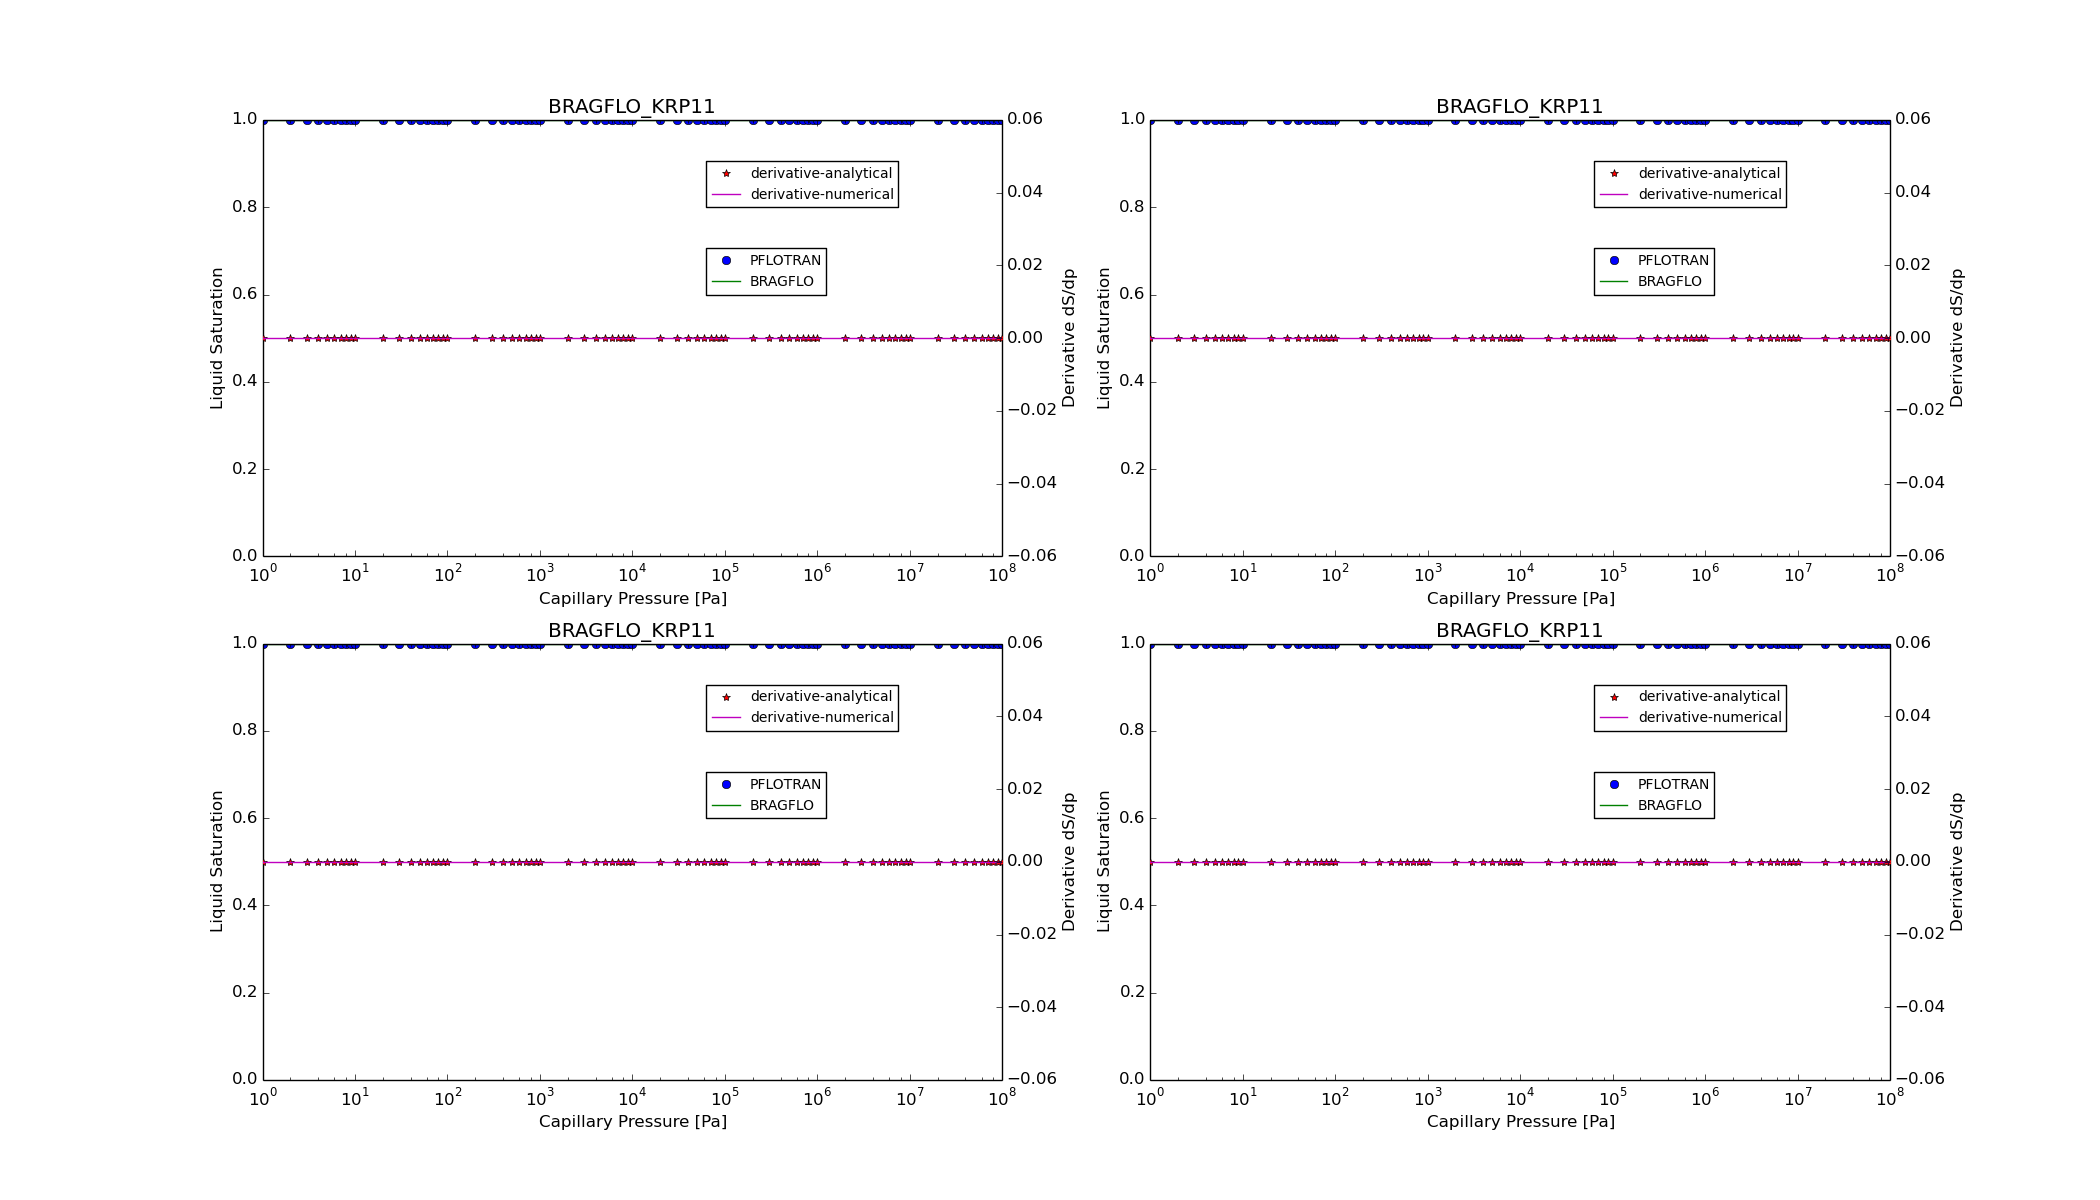 BRAGFLO_KRP11
1.0
0.8
0.6
0.4
0.2
0.0
Liquid Saturation
derivative-analytical
derivative-numerical
PFLOTRAN
BRAGFLO
0.06
0.04
0.02
0.00
−0.02
−0.04
−0.06
Derivative dS/dp
10^0 10^1 10^2 10^3 10^4 10^5 10^6 10^7 10^8
Capillary Pressure [Pa]
BRAGFLO_KRP11
1.0
0.8
0.6
0.4
0.2
0.0
Liquid Saturation
derivative-analytical
derivative-numerical
PFLOTRAN
BRAGFLO
0.06
0.04
0.02
0.00
−0.02
−0.04
−0.06
Derivative dS/dp
10^0 10^1 10^2 10^3 10^4 10^5 10^6 10^7 10^8
Capillary Pressure [Pa]
BRAGFLO_KRP11
1.0
0.8
0.6
0.4
0.2
0.0
Liquid Saturation
derivative-analytical
derivative-numerical
PFLOTRAN
BRAGFLO
0.06
0.04
0.02
0.00
−0.02
−0.04
−0.06
Derivative dS/dp
10^0 10^1 10^2 10^3 10^4 10^5 10^6 10^7 10^8
Capillary Pressure [Pa]
BRAGFLO_KRP11
1.0
0.8
0.6
0.4
0.2
0.0
Liquid Saturation
derivative-analytical
derivative-numerical
PFLOTRAN
BRAGFLO
0.06
0.04
0.02
0.00
−0.02
−0.04
−0.06
Derivative dS/dp
10^0 10^1 10^2 10^3 10^4 10^5 10^6 10^7 10^8
Capillary Pressure [Pa]